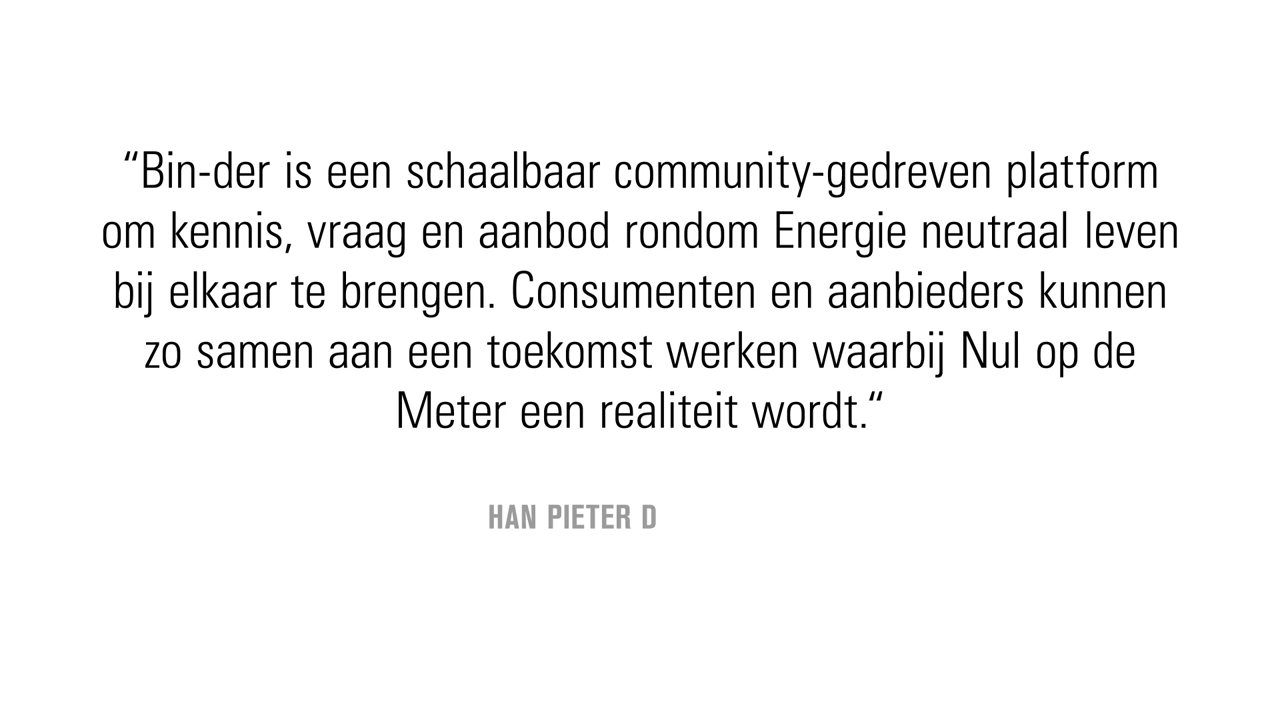 “Bin-der is een schaalbaar community-gedreven platform
om kennis, vraag en aanbod rondom Energie neutraal leven
bij elkaar te brengen. Consumenten en aanbieders kunnen
zo samen aan een toekomst werken waarbij Nul op de
Meter een realiteit wordt.“
HAN PIETER D